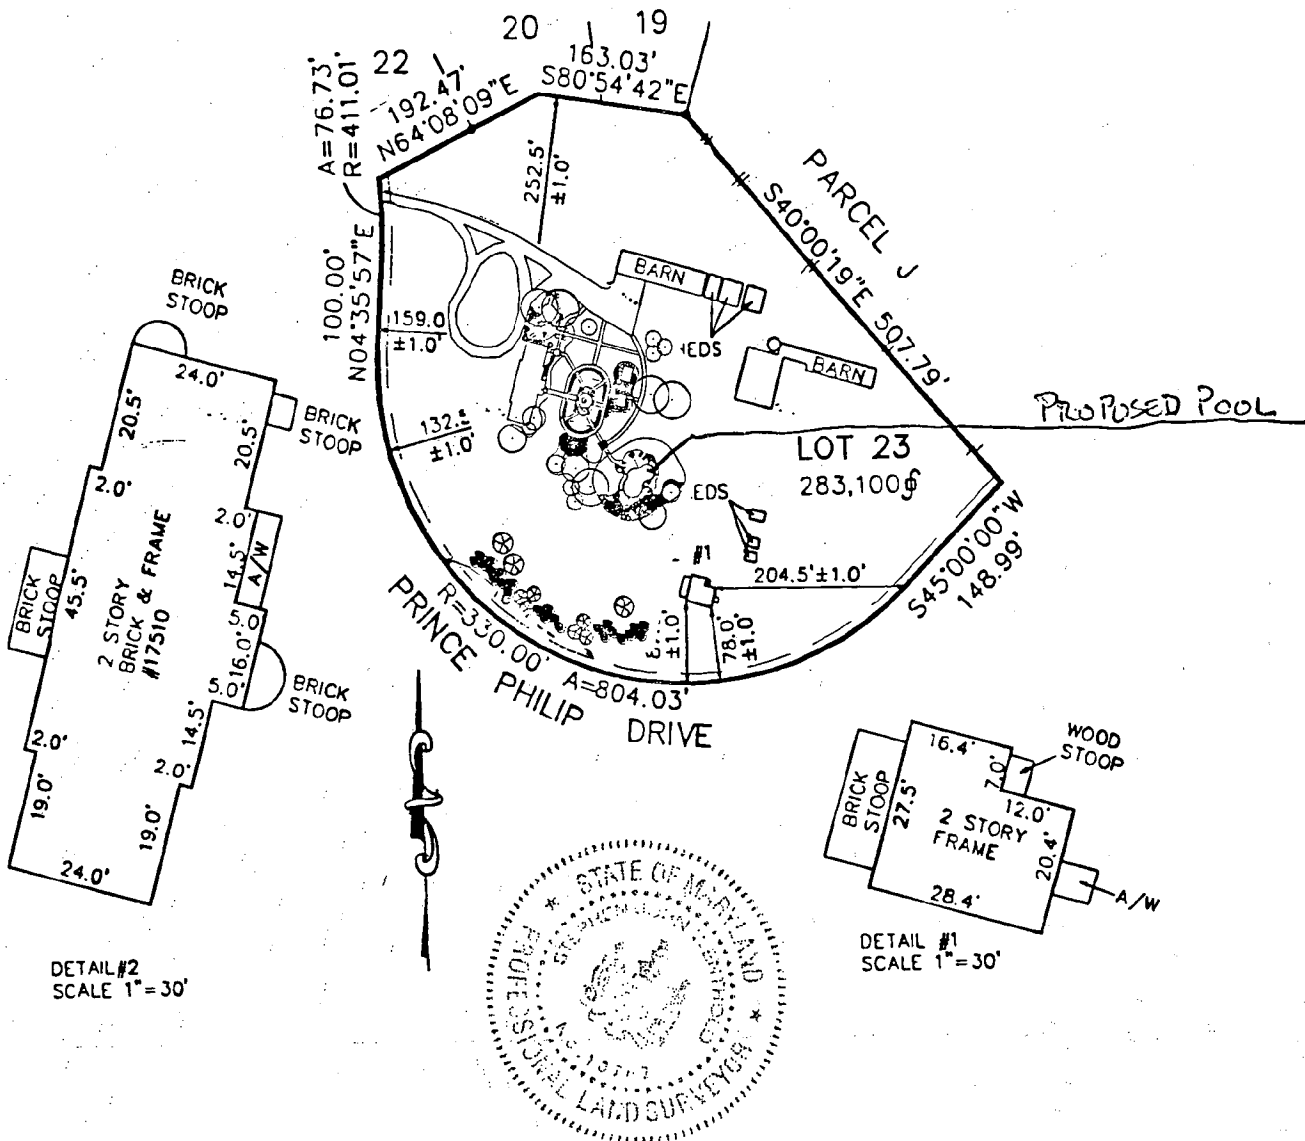 20
19
22
163.03'
S80°54'42"E
A=76.73'
R=411.01'
192.47'
N64°08'09"E
252.5'
±1.0'
PARCEL J
S40°00'19"E 507.79'
100.00'
N04°35'57"E
159.0
±1.0'
132.
±1.0'
BARN
BARN
PROPOSED POOL
LOT 23
283,100
#1
204.5'±1.0'
S45°00'00"W
148.99'
±1.0'
78.0'
±1.0'
R=330.00' A=804.03'
PRINCE PHILIP DRIVE
BRICK
STOOP
24.0'
20.5'
BRICK
STOOP
20.5'
2.0'
2.0'
14.5'
A/W
BRICK
STOOP
45.5'
2 STORY
BRICK & FRAME
#17510
5.0'
16.0'
5.0'
BRICK
STOOP
14.5'
2.0'
2.0'
19.0'
19.0'
24.0'
DETAIL #2
SCALE 1"=30'
WOOD
STOOP
16.4'
7.0'
BRICK
STOOP
27.5'
12.0'
2 STORY
FRAME
20.4'
28.4'
A/W
DETAIL #1
SCALE 1"=30'
STATE OF MARYLAND
PROFESSIONAL LAND SURVEYOR